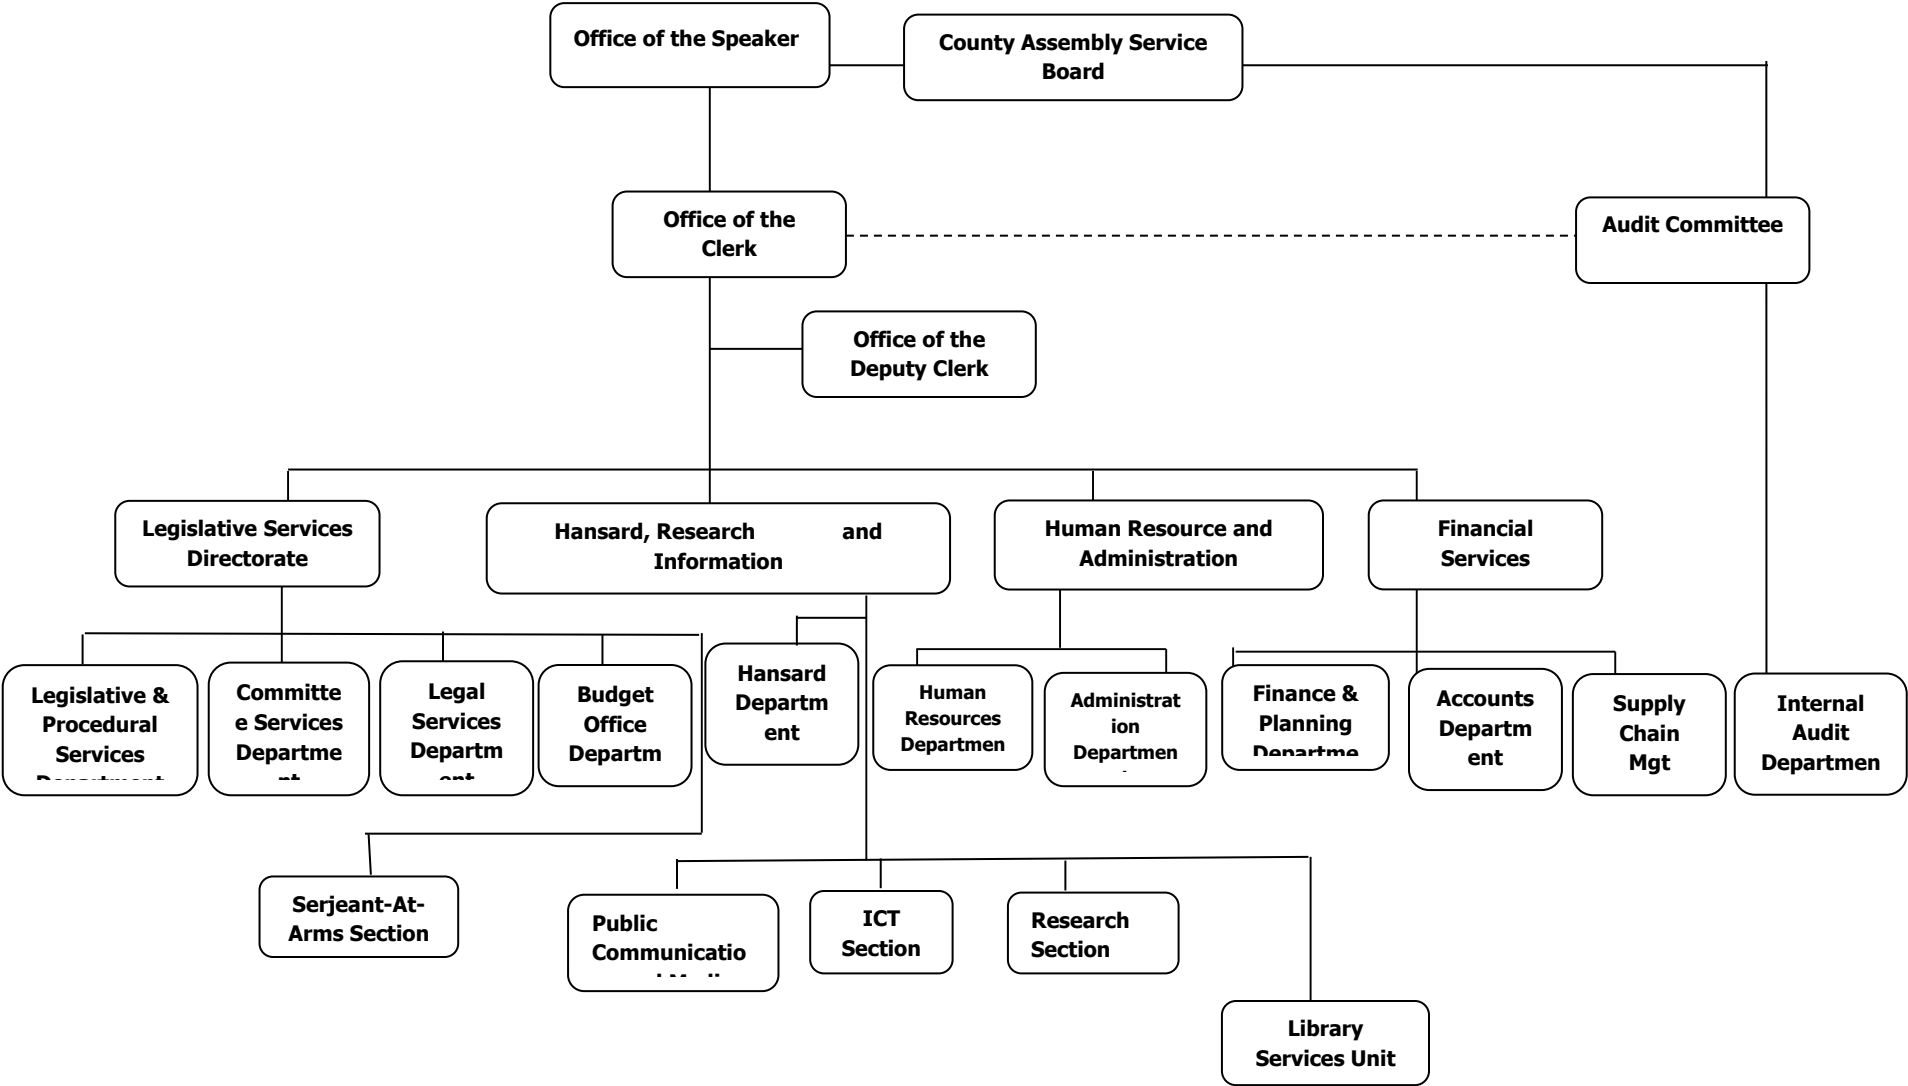 Office of the Speaker
County Assembly Service
Board
Office of the
Clerk
Audit Committee
Office of the
Deputy Clerk
Legislative Services
Directorate
Hansard, Research and
Information
Human Resource and
Administration
Financial
Services
Legislative &
Procedural
Services
Department
Committe
e Services
Departme
nt
Legal
Services
Departm
ent
Budget
Office
Departm
Hansard
Departm
ent
Human
Resources
Departmen
Administrat
ion
Departmen
Finance &
Planning
Departme
Accounts
Departm
ent
Supply
Chain
Mgt
Internal
Audit
Departmen
Serjeant-At-
Arms Section
Public
Communicatio
ICT
Section
Research
Section
Library
Services Unit